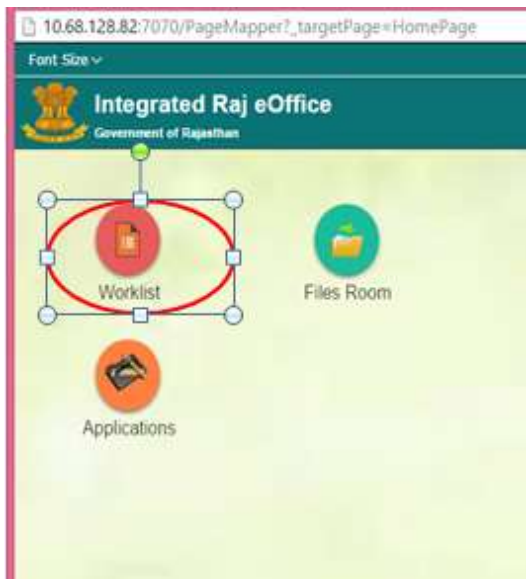 10.68.128.82:7070/PageMapper?_targetPage=HomePage
Font Size
Integrated Raj eOffice
Government of Rajasthan
Worklist
Files Room
Applications